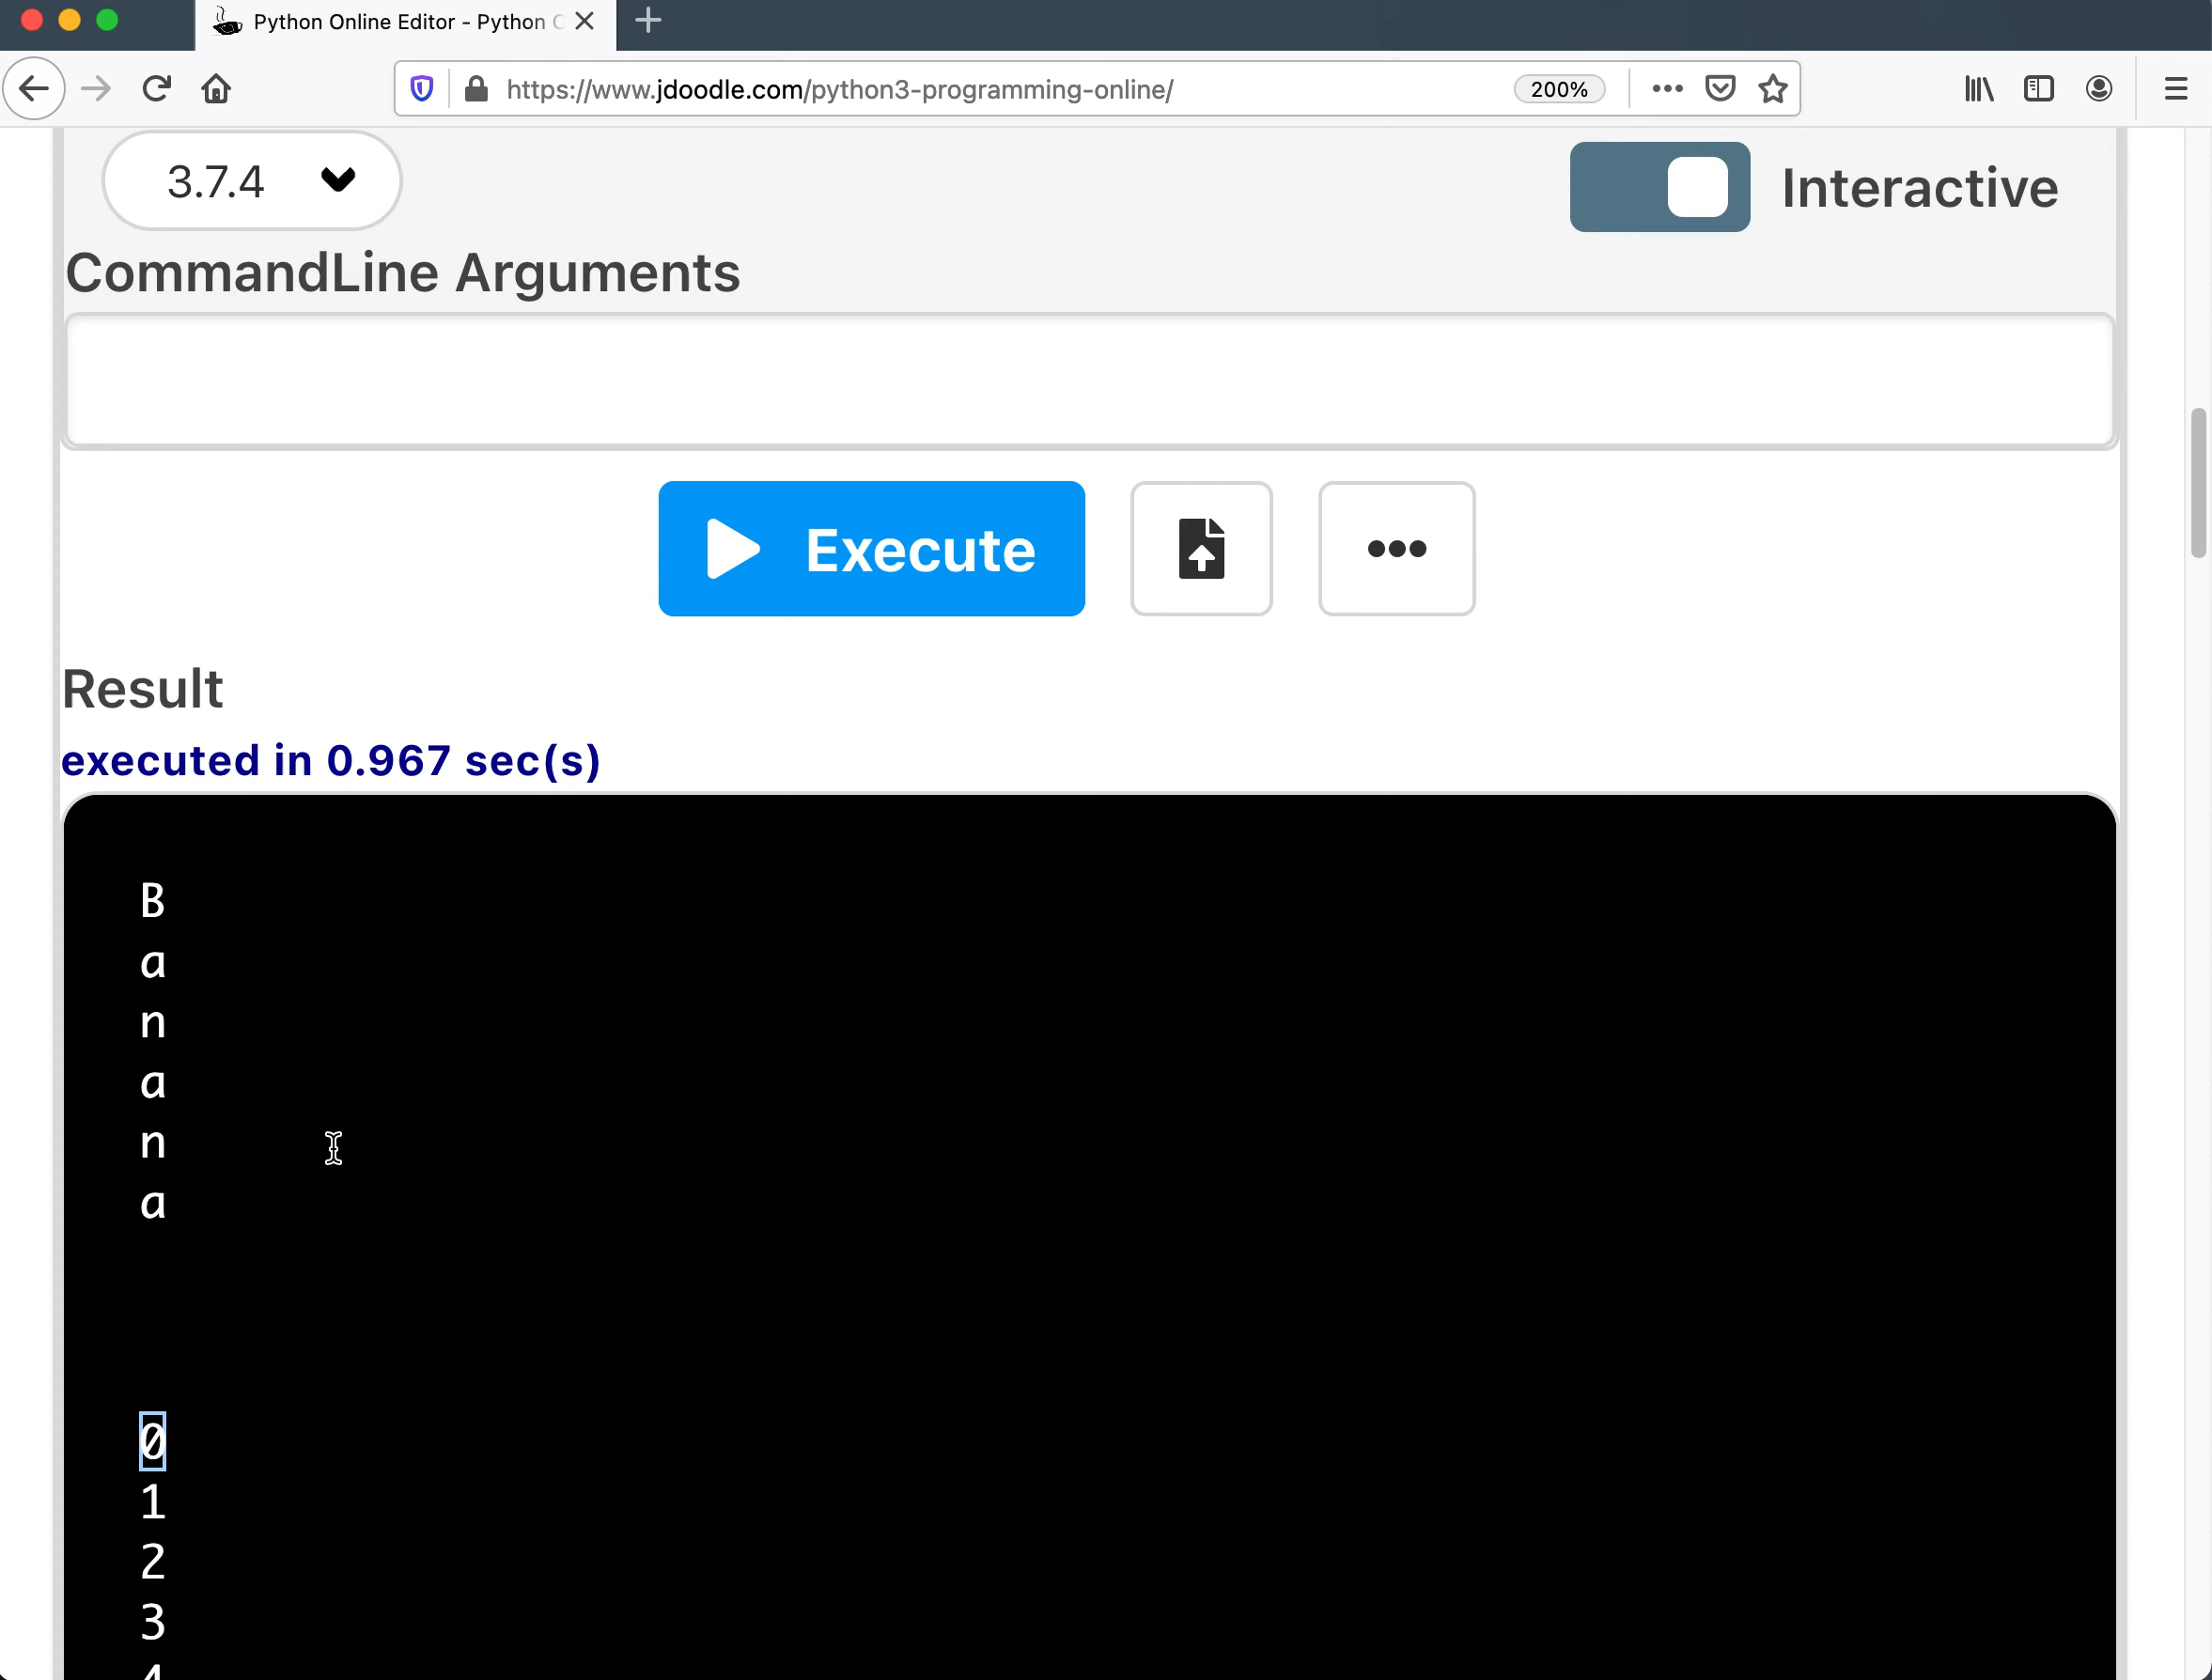 Python Online Editor - Python C
https://www.jdoodle.com/python3-programming-online/
200%
3.7.4
Interactive
CommandLine Arguments
Execute
Result
executed in 0.967 sec(s)
B
a
n
a
n
a
0
1
2
3
4